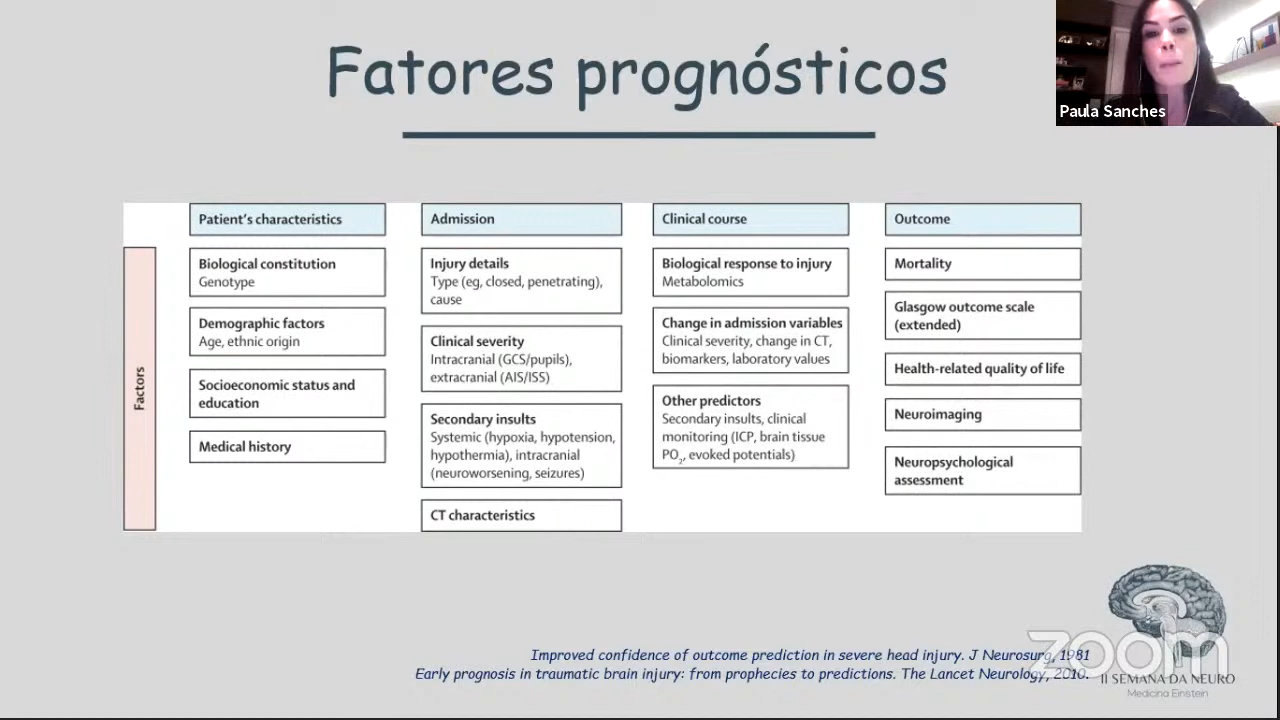 Fatores prognósticos
Paula Sanches
Patient's characteristics
Biological constitution
Genotype
Demographic factors
Age, ethnic origin
Socioeconomic status and
education
Medical history
Admission
Injury details
Type (eg, closed, penetrating),
cause
Clinical severity
Intracranial (GCS/pupils),
extracranial (AIS/ISS)
Secondary insults
Systemic (hypoxia, hypotension,
hypothermia), intracranial
(neuroworsening, seizures)
CT characteristics
Clinical course
Biological response to injury
Metabolomics
Change in admission variables
Clinical severity, change in CT,
biomarkers, laboratory values
Other predictors
Secondary insults, clinical
monitoring (ICP, brain tissue
PO₂, evoked potentials)
Outcome
Mortality
Glasgow outcome scale
(extended)
Health-related quality of life
Neuroimaging
Neuropsychological
assessment
Factors
Improved confidence of outcome prediction in severe head injury. J Neurosurg, 1981
Early prognosis in traumatic brain injury: from prophecies to predictions. The Lancet Neurology, 2010.
zoom
II SEMANA DA NEURO
Medicina Einstein